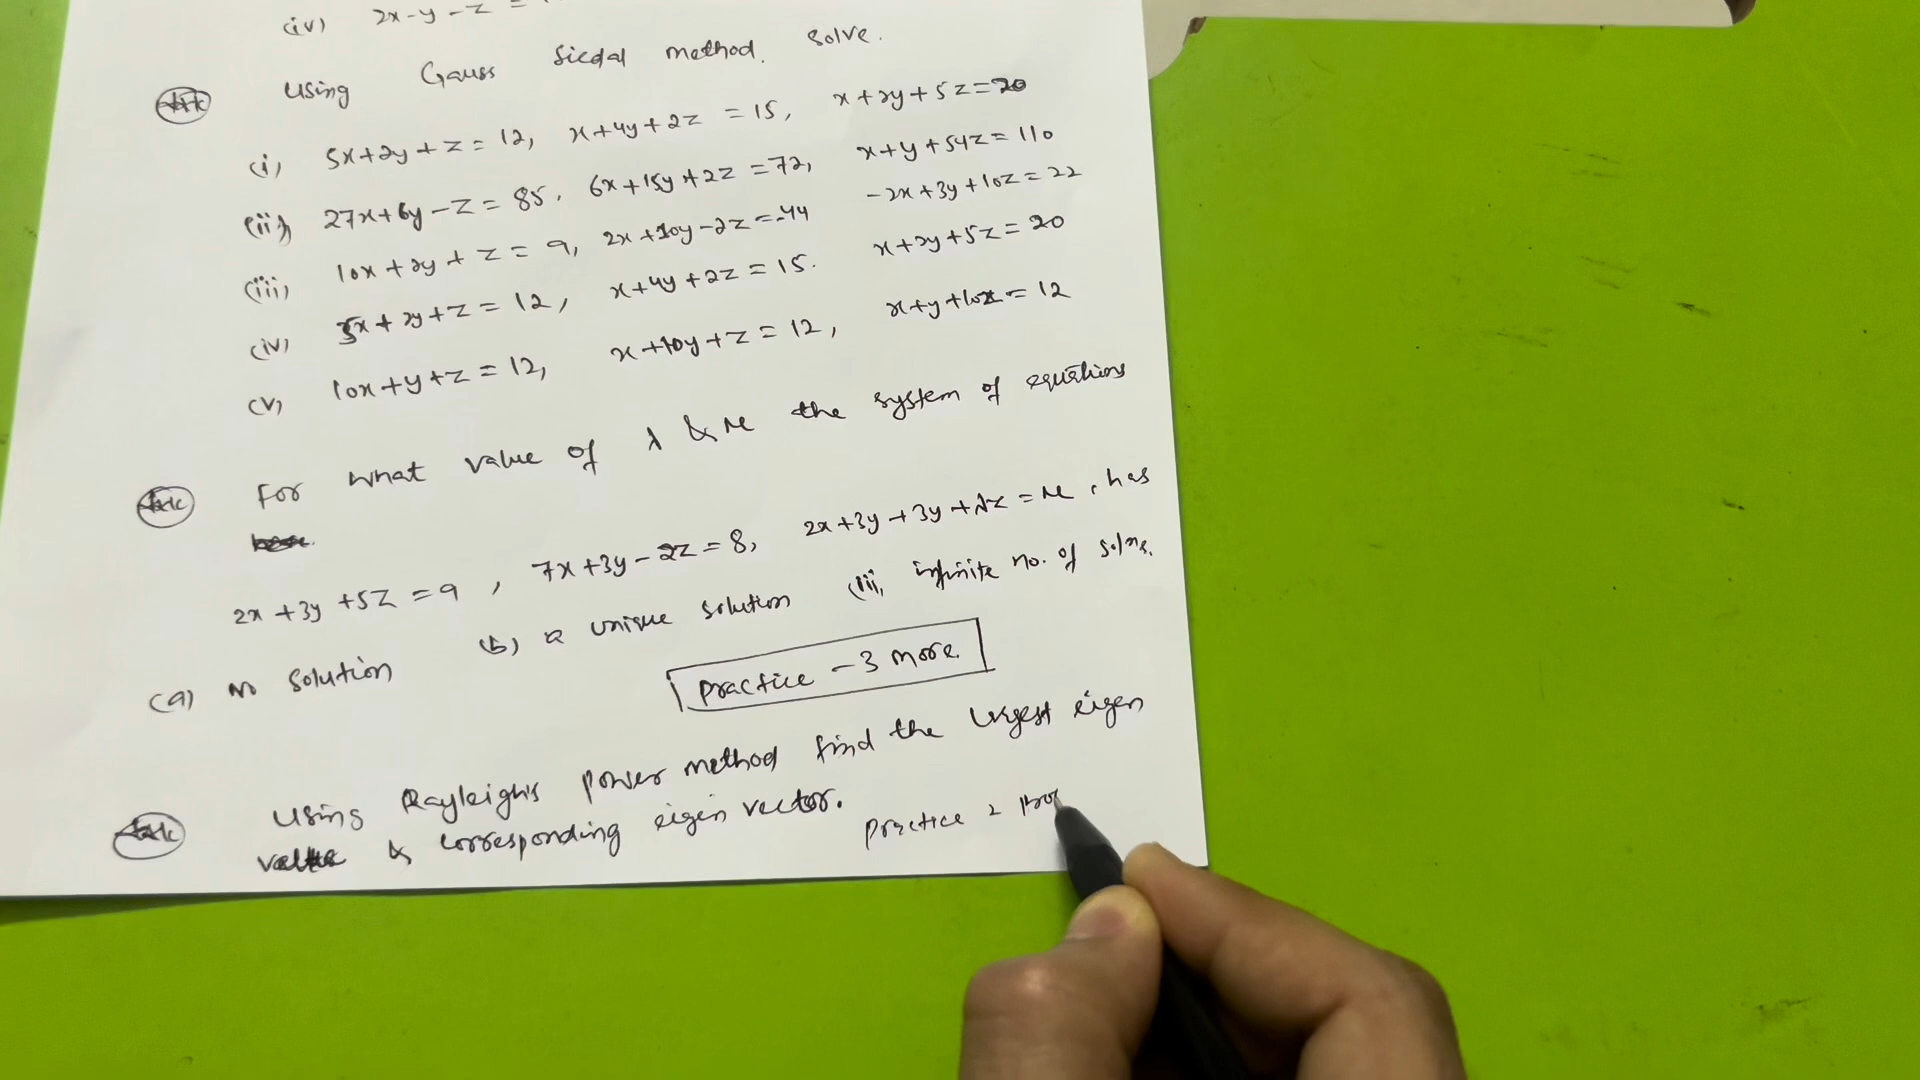 (iv) 2x-y-z =
Using Gauss Siedal method. solve.
(i) 5x+2y+z=12, x+4y+2z=15, x+2y+5z=20
(ii) 27x+6y-z=85, 6x+15y+2z=72, x+y+54z=110
(iii) 10x+2y+z=9, 2x+10y-2z=-44 -2x+3y+10z=22
(iv) 5x+2y+z=12, x+4y+2z=15. x+2y+5z=20
(v) 10x+y+z=12, x+10y+z=12, x+y+10z=12
For what value of λ & μ the system of equations
2x+3y+5z=9, 7x+3y-2z=8, 2x+3y+3y+λz=μ, has
(a) no solution (b) a unique solution (iii, infinite no. of solns.
Practice - 3 more.
Using Rayleigh's power method find the largest eigen
value & corresponding eigen vector.
Practice 2 pro